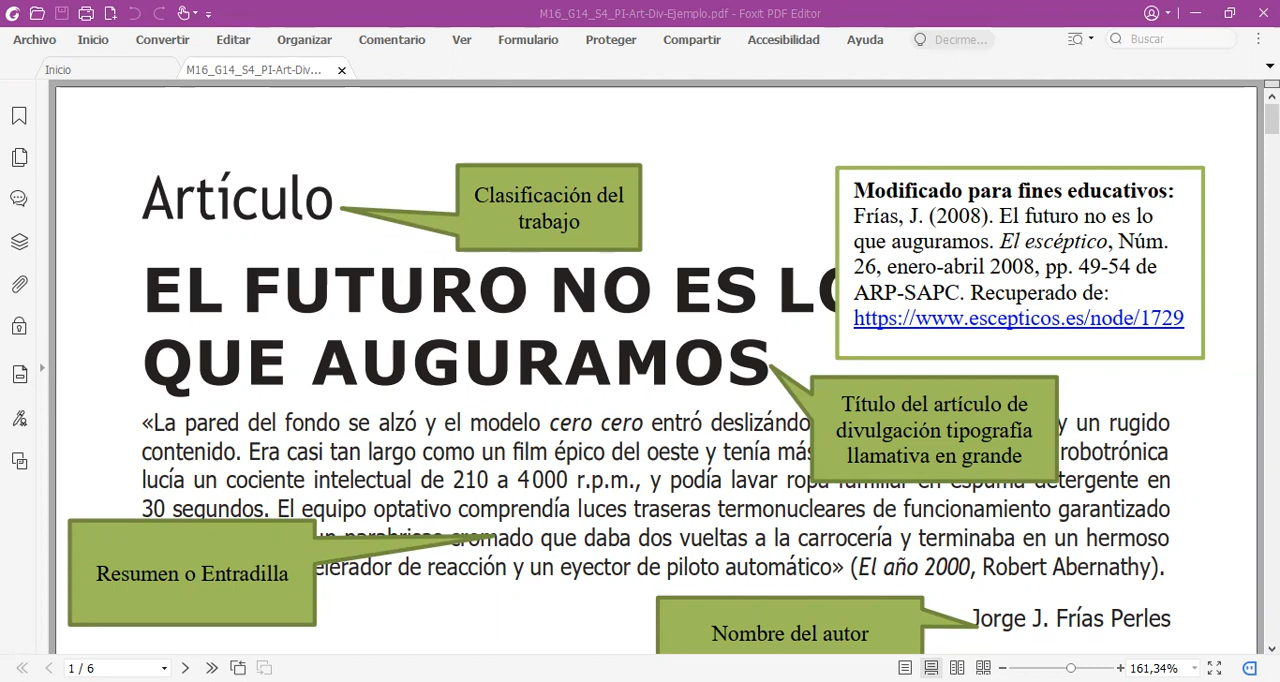 M16_G14_S4_PI-Art-Div-Ejemplo.pdf - Foxit PDF Editor
Archivo Inicio Convertir Editar Organizar Comentario Ver Formulario Proteger Compartir Accesibilidad Ayuda Decirme... Buscar
Inicio M16_G14_S4_PI-Art-Div...
Artículo
Clasificación del
trabajo
Modificado para fines educativos:
Frías, J. (2008). El futuro no es lo
que auguramos. El escéptico, Núm.
26, enero-abril 2008, pp. 49-54 de
ARP-SAPC. Recuperado de:
https://www.escepticos.es/node/1729
EL FUTURO NO ES LO
QUE AUGURAMOS
Título del artículo de
divulgación tipografía
llamativa en grande
«La pared del fondo se alzó y el modelo cero cero entró deslizándo y un rugido
contenido. Era casi tan largo como un film épico del oeste y tenía más robotrónica
lucía un cociente intelectual de 210 a 4000 r.p.m., y podía lavar ropa familiar en espuma detergente en
30 segundos. El equipo optativo comprendía luces traseras termonucleares de funcionamiento garantizado
un parabrisas cromado que daba dos vueltas a la carrocería y terminaba en un hermoso
elerador de reacción y un eyector de piloto automático» (El año 2000, Robert Abernathy).
Resumen o Entradilla
Jorge J. Frías Perles
Nombre del autor
1 / 6 161,34%